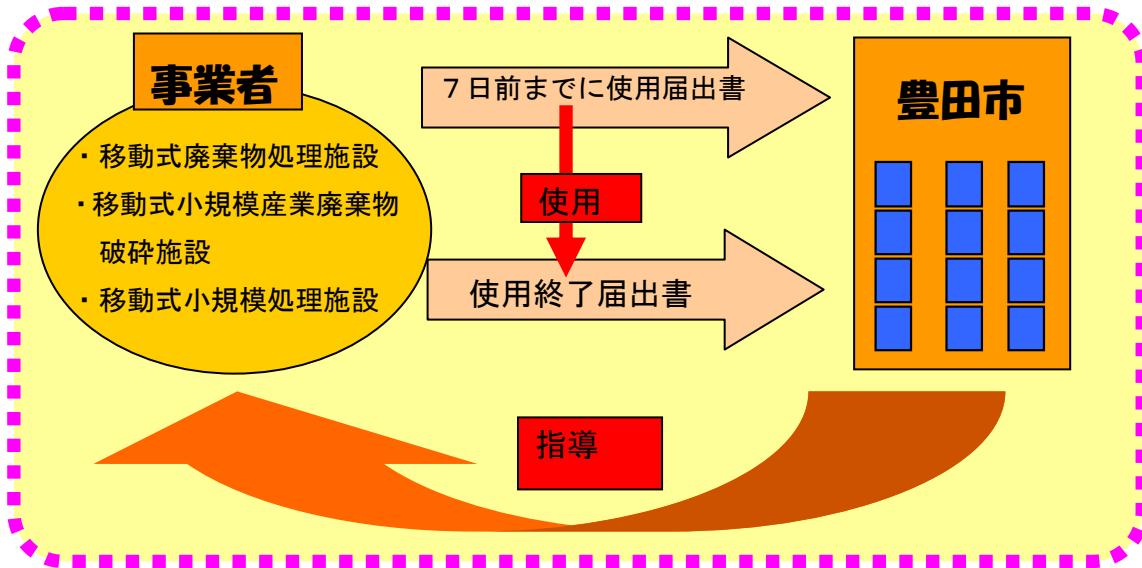 事業者
・移動式廃棄物処理施設
・移動式小規模産業廃棄物
破砕施設
・移動式小規模処理施設
７日前までに使用届出書
使用
使用終了届出書
豊田市
指導